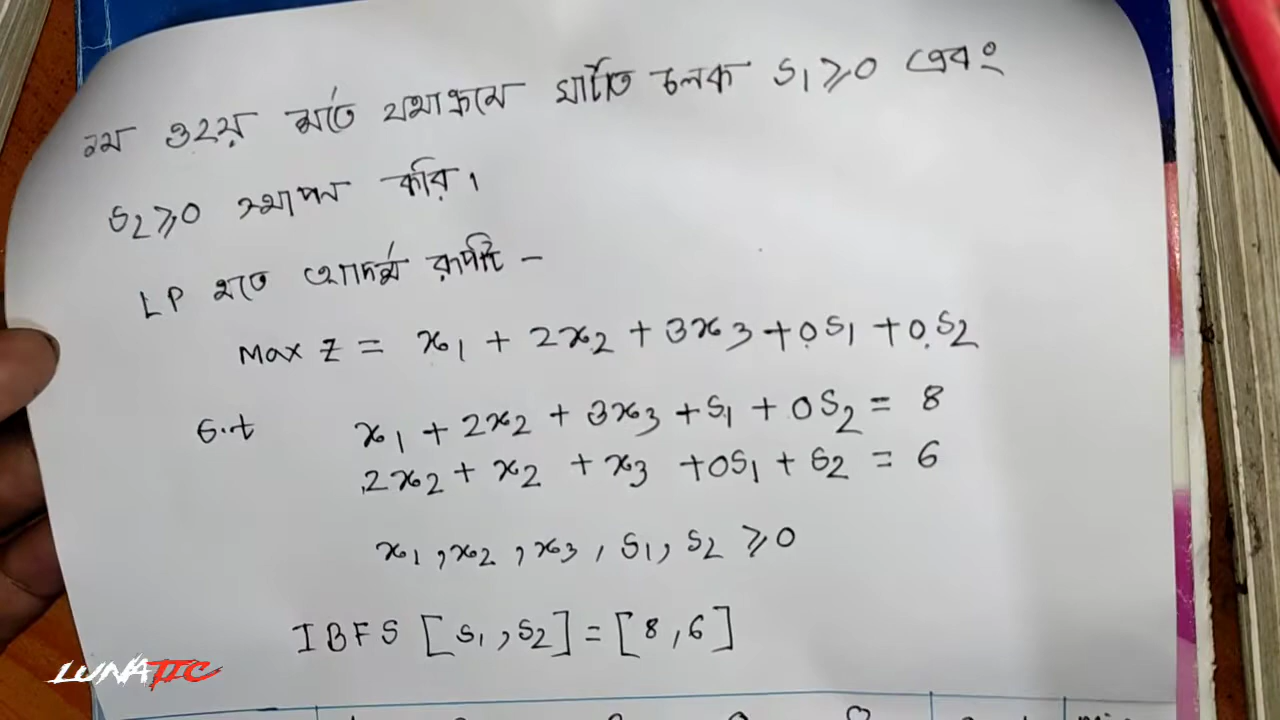 ১ম ও ২য় শর্তে যথাক্রমে ঘাটতি চলক S₁ ≥ 0 এবং
S₂ ≥ 0 স্থাপন করি।
LP হতে আদর্শ রূপটি -
Max Z = x₁ + 2x₂ + 3x₃ + 0.S₁ + 0.S₂
S.t x₁ + 2x₂ + 3x₃ + S₁ + 0S₂ = 8
2x₂ + x₂ + x₃ + 0S₁ + S₂ = 6
x₁, x₂, x₃, S₁, S₂ ≥ 0
IBFS [S₁, S₂] = [8, 6]
LUNATIC